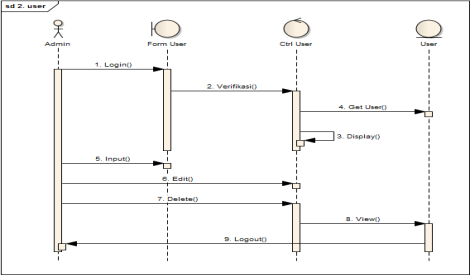 sd 2. user
Admin
Form User
Ctrl User
User
1. Login()
2. Verifikasi()
4. Get User()
3. Display()
5. Input()
6. Edit()
7. Delete()
8. View()
9. Logout()